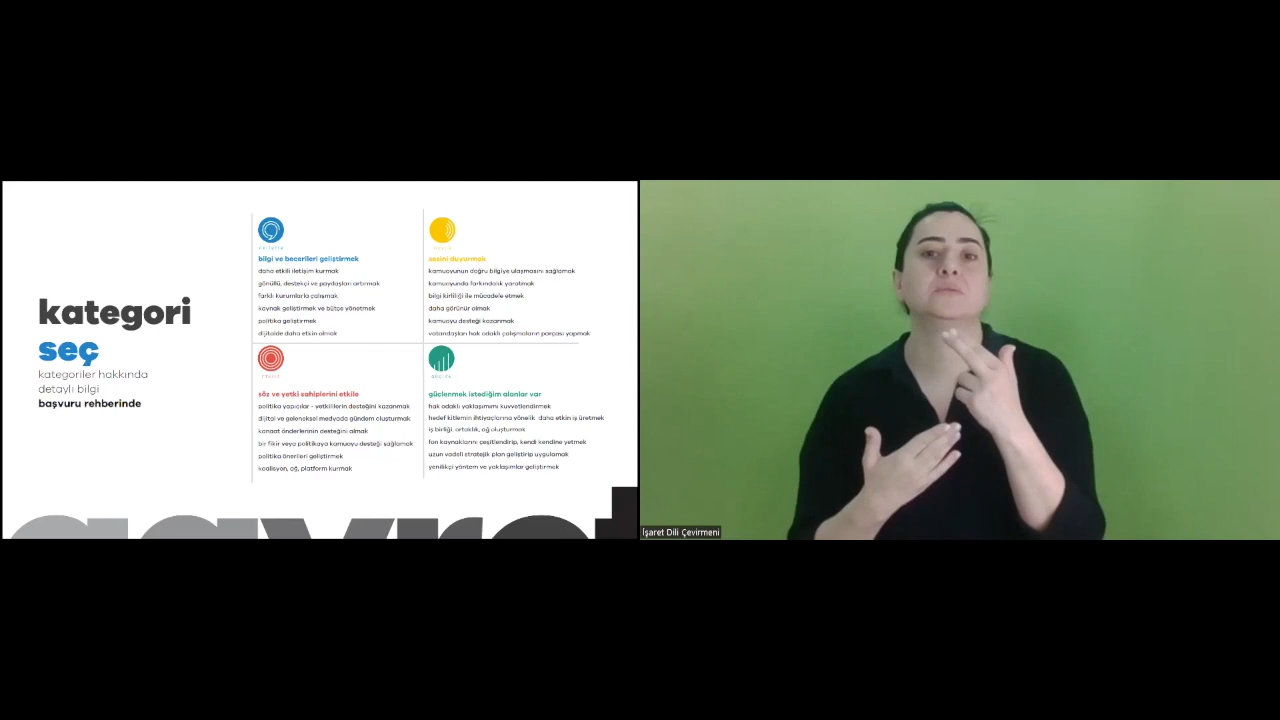 kategori
seç
kategoriler hakkında
detaylı bilgi
başvuru rehberinde
bilgi ve becerileri geliştirmek
daha etkili iletişim kurmak
gönüllü, destekçi ve paydaşları artırmak
farklı kurumlarla çalışmak
kaynak geliştirmek ve bütçe yönetmek
politika geliştirmek
dijitalde daha etkin olmak
sesini duyurmak
kamuoyunun doğru bilgiye ulaşmasını sağlamak
kamuoyunda farkındalık yaratmak
bilgi kirliliği ile mücadele etmek
daha görünür olmak
kamuoyu desteği kazanmak
vatandaşları hak odaklı çalışmaların parçası yapmak
ETKİLE
söz ve yetki sahiplerini etkile
politika yapıcılar - yetkililerin desteğini kazanmak
dijital ve geleneksel medyada gündem oluşturmak
kanaat önderlerinin desteğini almak
bir fikir veya politikaya kamuoyu desteği sağlamak
politika önerileri geliştirmek
koalisyon, ağ, platform kurmak
GÜÇLEN
güçlenmek istediğim alanlar var
hak odaklı yaklaşımımı kuvvetlendirmek
hedef kitlemin ihtiyaçlarına yönelik daha etkin iş üretmek
iş birliği, ortaklık, ağ oluşturmak
fon kaynaklarını çeşitlendirip, kendi kendine yetmek
uzun vadeli stratejik plan geliştirip uygulamak
yenilikçi yöntem ve yaklaşımlar geliştirmek
İşaret Dili Çevirmeni